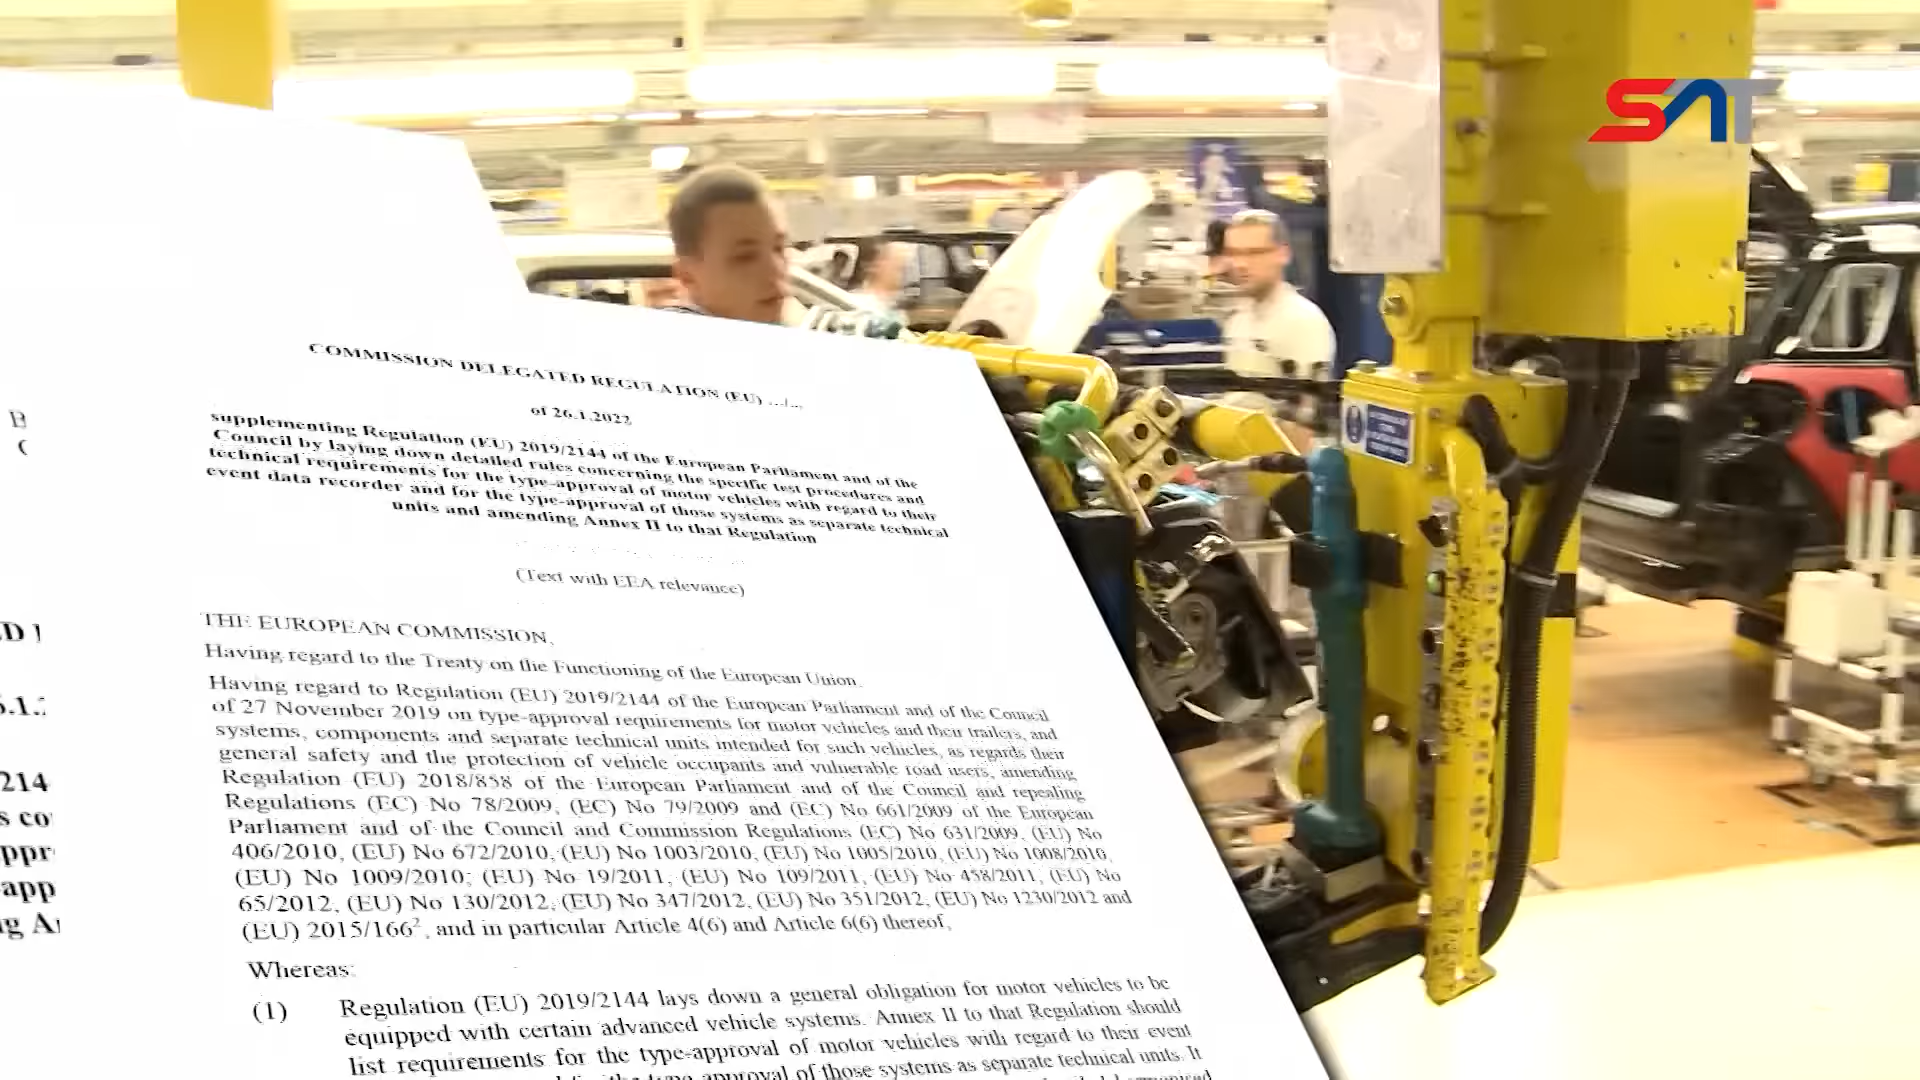 SAT
COMMISSION DELEGATED REGULATION (EU) .../...
of 26.1.2022
supplementing Regulation (EU) 2019/2144 of the European Parliament and of the
Council by laying down detailed rules concerning the specific test procedures and
technical requirements for the type-approval of motor vehicles with regard to their
event data recorder and for the type-approval of those systems as separate technical
units and amending Annex II to that Regulation
(Text with EEA relevance)
THE EUROPEAN COMMISSION,
Having regard to the Treaty on the Functioning of the European Union,
Having regard to Regulation (EU) 2019/2144 of the European Parliament and of the Council
of 27 November 2019 on type-approval requirements for motor vehicles and their trailers, and
systems, components and separate technical units intended for such vehicles, as regards their
general safety and the protection of vehicle occupants and vulnerable road users, amending
Regulation (EU) 2018/858 of the European Parliament and of the Council and repealing
Regulations (EC) No 78/2009, (EC) No 79/2009 and (EC) No 661/2009 of the European
Parliament and of the Council and Commission Regulations (EC) No 631/2009, (EU) No
406/2010, (EU) No 672/2010, (EU) No 1003/2010, (EU) No 1005/2010, (EU) No 1008/2010,
(EU) No 1009/2010, (EU) No 19/2011, (EU) No 109/2011, (EU) No 458/2011, (EU) No
65/2012, (EU) No 130/2012, (EU) No 347/2012, (EU) No 351/2012, (EU) No 1230/2012 and
(EU) 2015/166², and in particular Article 4(6) and Article 6(6) thereof,
Whereas:
(1) Regulation (EU) 2019/2144 lays down a general obligation for motor vehicles to be
equipped with certain advanced vehicle systems. Annex II to that Regulation should
list requirements for the type-approval of motor vehicles with regard to their event
type approval of those systems as separate technical units. It
214
s co
appr
-app